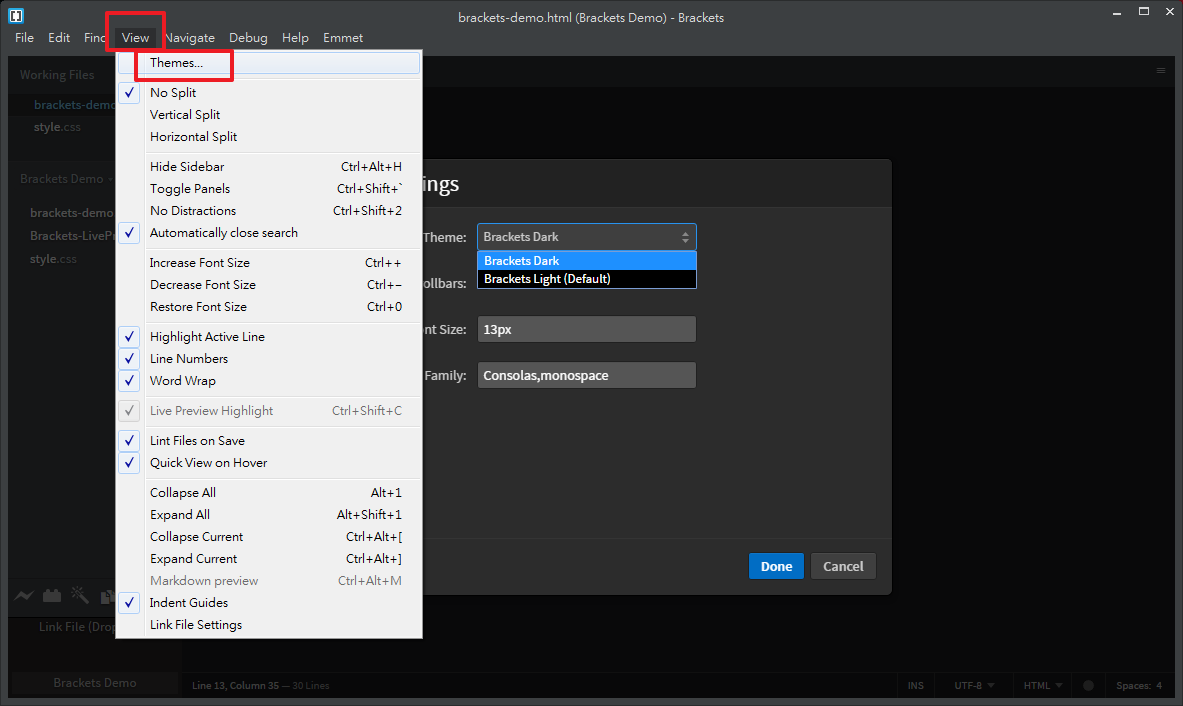 brackets-demo.html (Brackets Demo) - Brackets
File Edit Find View Navigate Debug Help Emmet
Themes...
No Split
Vertical Split
Horizontal Split
Hide Sidebar Ctrl+Alt+H
Toggle Panels Ctrl+Shift+`
No Distractions Ctrl+Shift+2
Automatically close search
Increase Font Size Ctrl++
Decrease Font Size Ctrl+−
Restore Font Size Ctrl+0
Highlight Active Line
Line Numbers
Word Wrap
Live Preview Highlight Ctrl+Shift+C
Lint Files on Save
Quick View on Hover
Collapse All Alt+1
Expand All Alt+Shift+1
Collapse Current Ctrl+Alt+[
Expand Current Ctrl+Alt+]
Markdown preview Ctrl+Alt+M
Indent Guides
Link File Settings
Working Files
brackets-demo
style.css
Brackets Demo
brackets-demo
Brackets-LivePr
style.css
Link File (Drop
Brackets Demo
ings
Theme: Brackets Dark
Brackets Dark
Brackets Light (Default)
ollbars:
nt Size: 13px
Family: Consolas,monospace
Done Cancel
Line 13, Column 35 — 30 Lines
INS UTF-8 HTML Spaces: 4